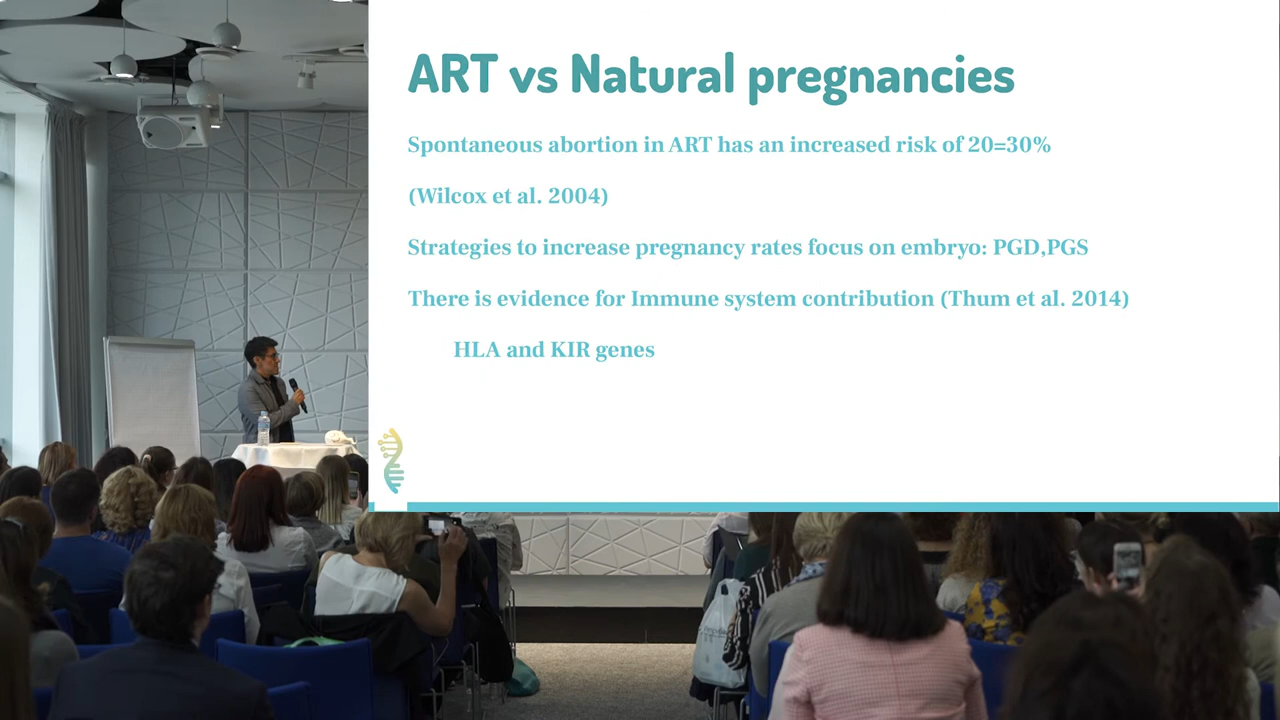 ART vs Natural pregnancies
Spontaneous abortion in ART has an increased risk of 20=30%
(Wilcox et al. 2004)
Strategies to increase pregnancy rates focus on embryo: PGD,PGS
There is evidence for Immune system contribution (Thum et al. 2014)
HLA and KIR genes